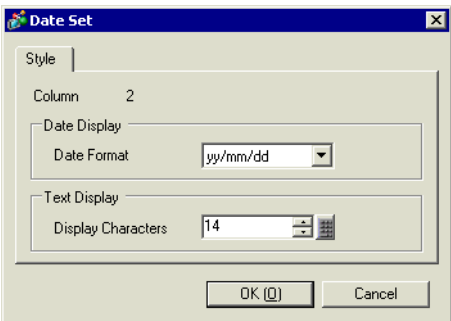 Date Set
Style
Column 2
Date Display
Date Format yy/mm/dd
Text Display
Display Characters 14
OK (O) Cancel